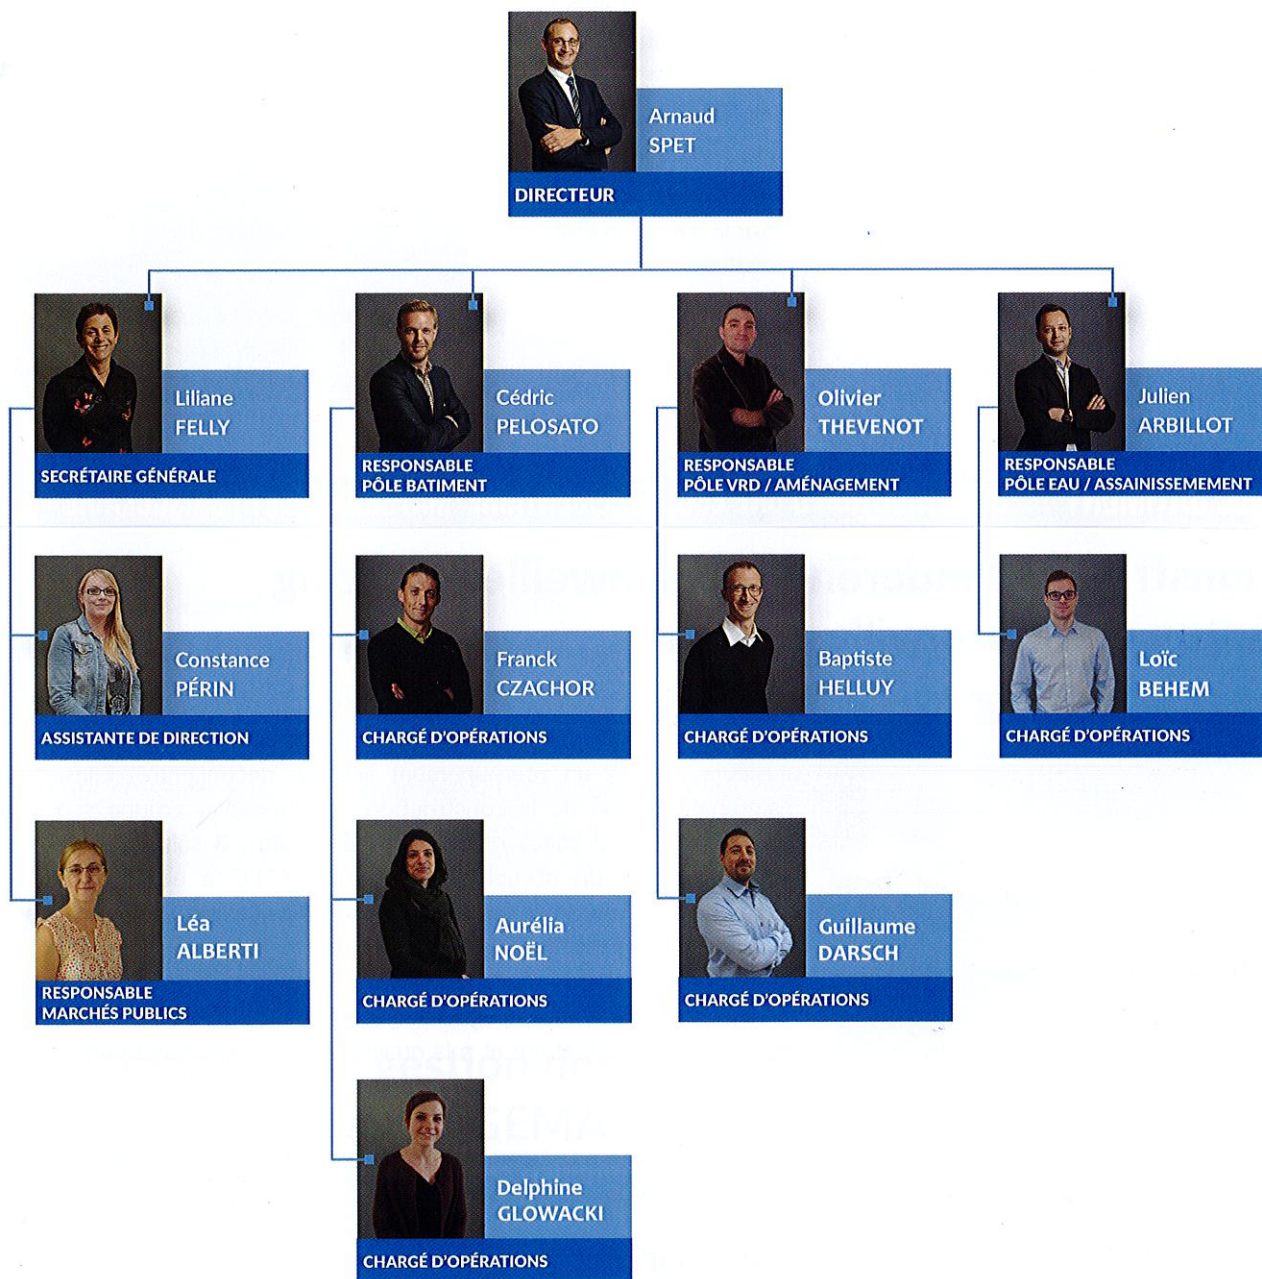 Arnaud
SPET
DIRECTEUR
Liliane
FELLY
SECRÉTAIRE GÉNÉRALE
Cédric
PELOSATO
RESPONSABLE
PÔLE BATIMENT
Olivier
THEVENOT
RESPONSABLE
PÔLE VRD / AMÉNAGEMENT
Julien
ARBILLOT
RESPONSABLE
PÔLE EAU / ASSAINISSEMEMENT
Constance
PÉRIN
ASSISTANTE DE DIRECTION
Franck
CZACHOR
CHARGÉ D'OPÉRATIONS
Baptiste
HELLUY
CHARGÉ D'OPÉRATIONS
Loïc
BEHEM
CHARGÉ D'OPÉRATIONS
Léa
ALBERTI
RESPONSABLE
MARCHÉS PUBLICS
Aurélia
NOËL
CHARGÉ D'OPÉRATIONS
Guillaume
DARSCH
CHARGÉ D'OPÉRATIONS
Delphine
GLOWACKI
CHARGÉ D'OPÉRATIONS